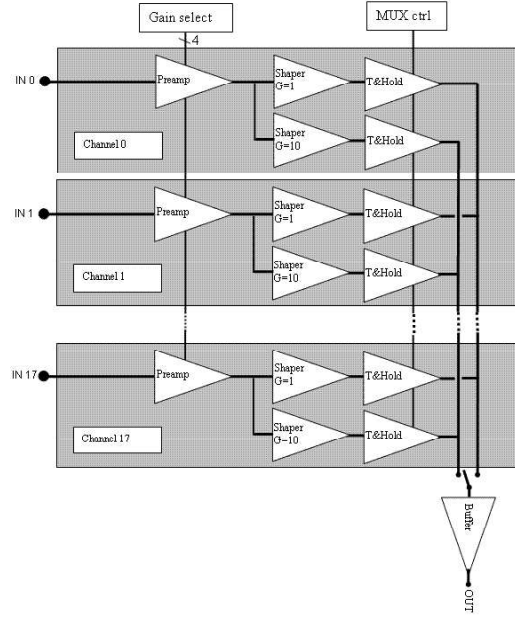 Gain select
MUX ctrl
4
IN 0
Preamp
Shaper
G=1
T&Hold
Shaper
G=10
T&Hold
Channel 0
IN 1
Preamp
Shaper
G=1
T&Hold
Shaper
G=10
T&Hold
Channel 1
IN 17
Preamp
Shaper
G=1
T&Hold
Shaper
G=10
T&Hold
Channel 17
Buffer
OUT